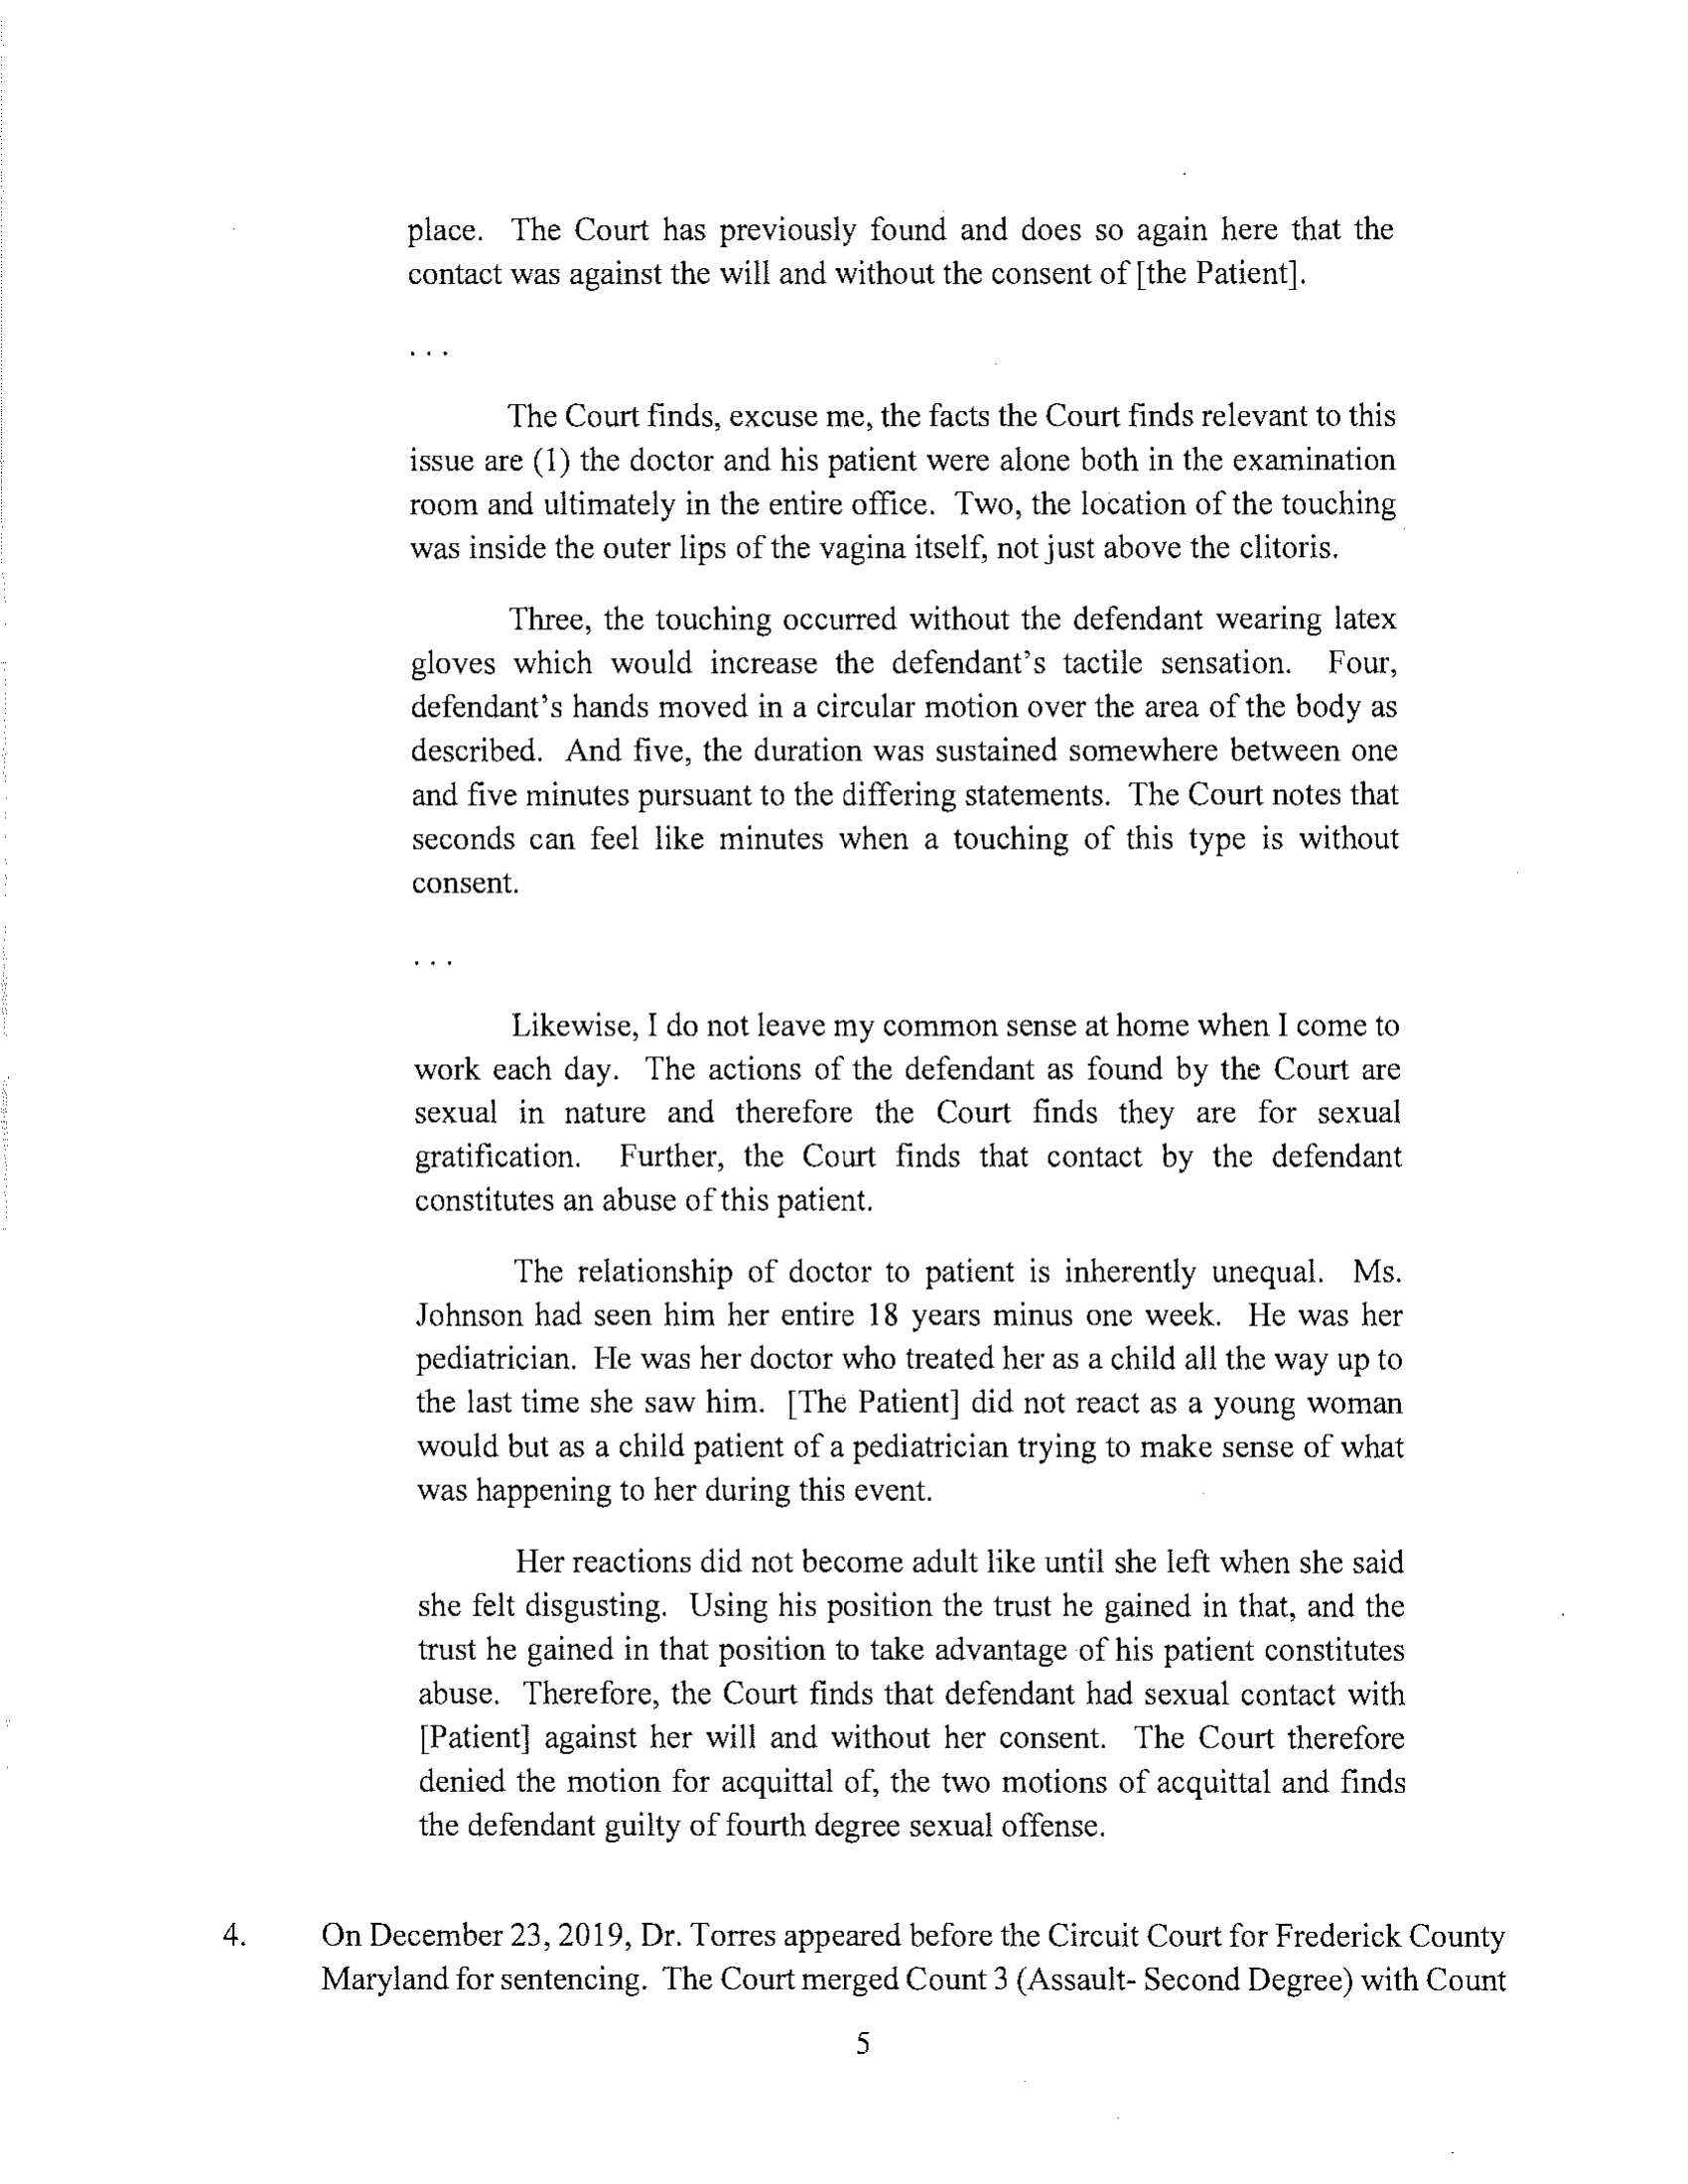 place. The Court has previously found and does so again here that the
contact was against the will and without the consent of [the Patient].
. . .
The Court finds, excuse me, the facts the Court finds relevant to this
issue are (1) the doctor and his patient were alone both in the examination
room and ultimately in the entire office. Two, the location of the touching
was inside the outer lips of the vagina itself, not just above the clitoris.
Three, the touching occurred without the defendant wearing latex
gloves which would increase the defendant's tactile sensation. Four,
defendant's hands moved in a circular motion over the area of the body as
described. And five, the duration was sustained somewhere between one
and five minutes pursuant to the differing statements. The Court notes that
seconds can feel like minutes when a touching of this type is without
consent.
. . .
Likewise, I do not leave my common sense at home when I come to
work each day. The actions of the defendant as found by the Court are
sexual in nature and therefore the Court finds they are for sexual
gratification. Further, the Court finds that contact by the defendant
constitutes an abuse of this patient.
The relationship of doctor to patient is inherently unequal. Ms.
Johnson had seen him her entire 18 years minus one week. He was her
pediatrician. He was her doctor who treated her as a child all the way up to
the last time she saw him. [The Patient] did not react as a young woman
would but as a child patient of a pediatrician trying to make sense of what
was happening to her during this event.
Her reactions did not become adult like until she left when she said
she felt disgusting. Using his position the trust he gained in that, and the
trust he gained in that position to take advantage of his patient constitutes
abuse. Therefore, the Court finds that defendant had sexual contact with
[Patient] against her will and without her consent. The Court therefore
denied the motion for acquittal of, the two motions of acquittal and finds
the defendant guilty of fourth degree sexual offense.
4. On December 23, 2019, Dr. Torres appeared before the Circuit Court for Frederick County
Maryland for sentencing. The Court merged Count 3 (Assault- Second Degree) with Count
5